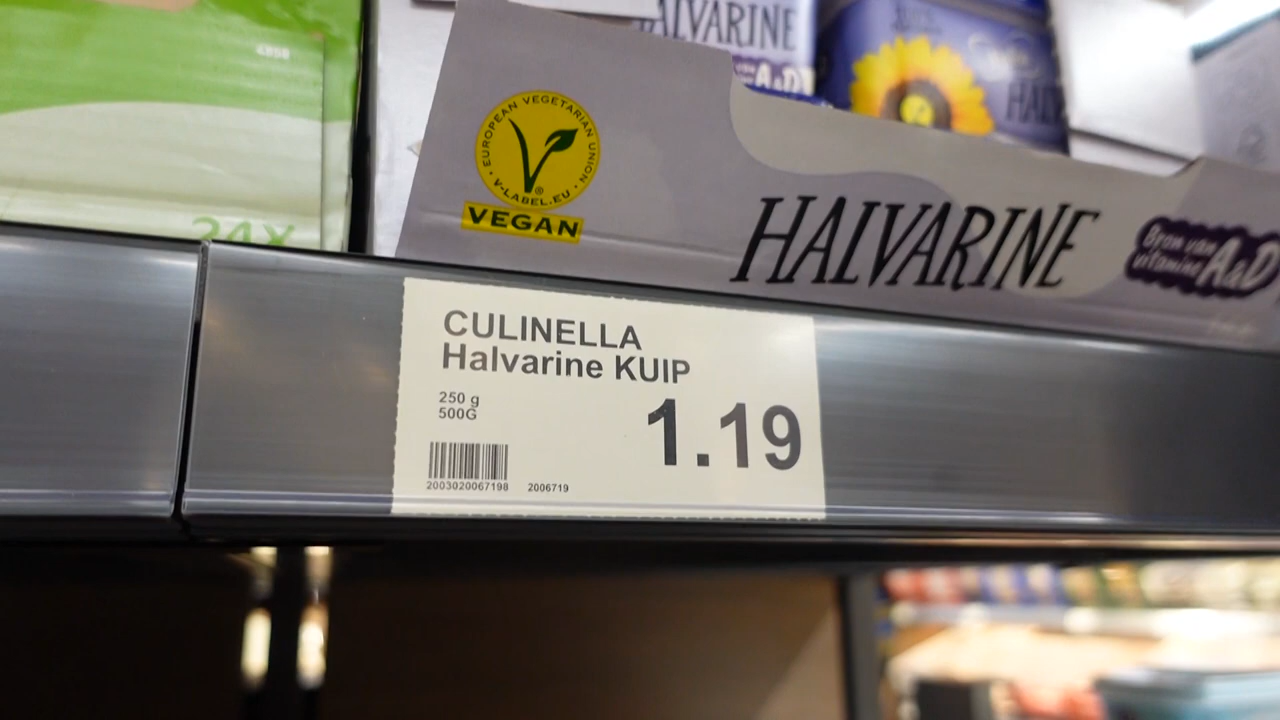 4958
24X
HALVARINE
A&D
EUROPEAN VEGETARIAN UNION
V-LABEL.EU
®
VEGAN
HALVARINE
Bron van
vitamine A&D
CULINELLA
Halvarine KUIP
250 g
500G
1.19
2003020067198 2006719